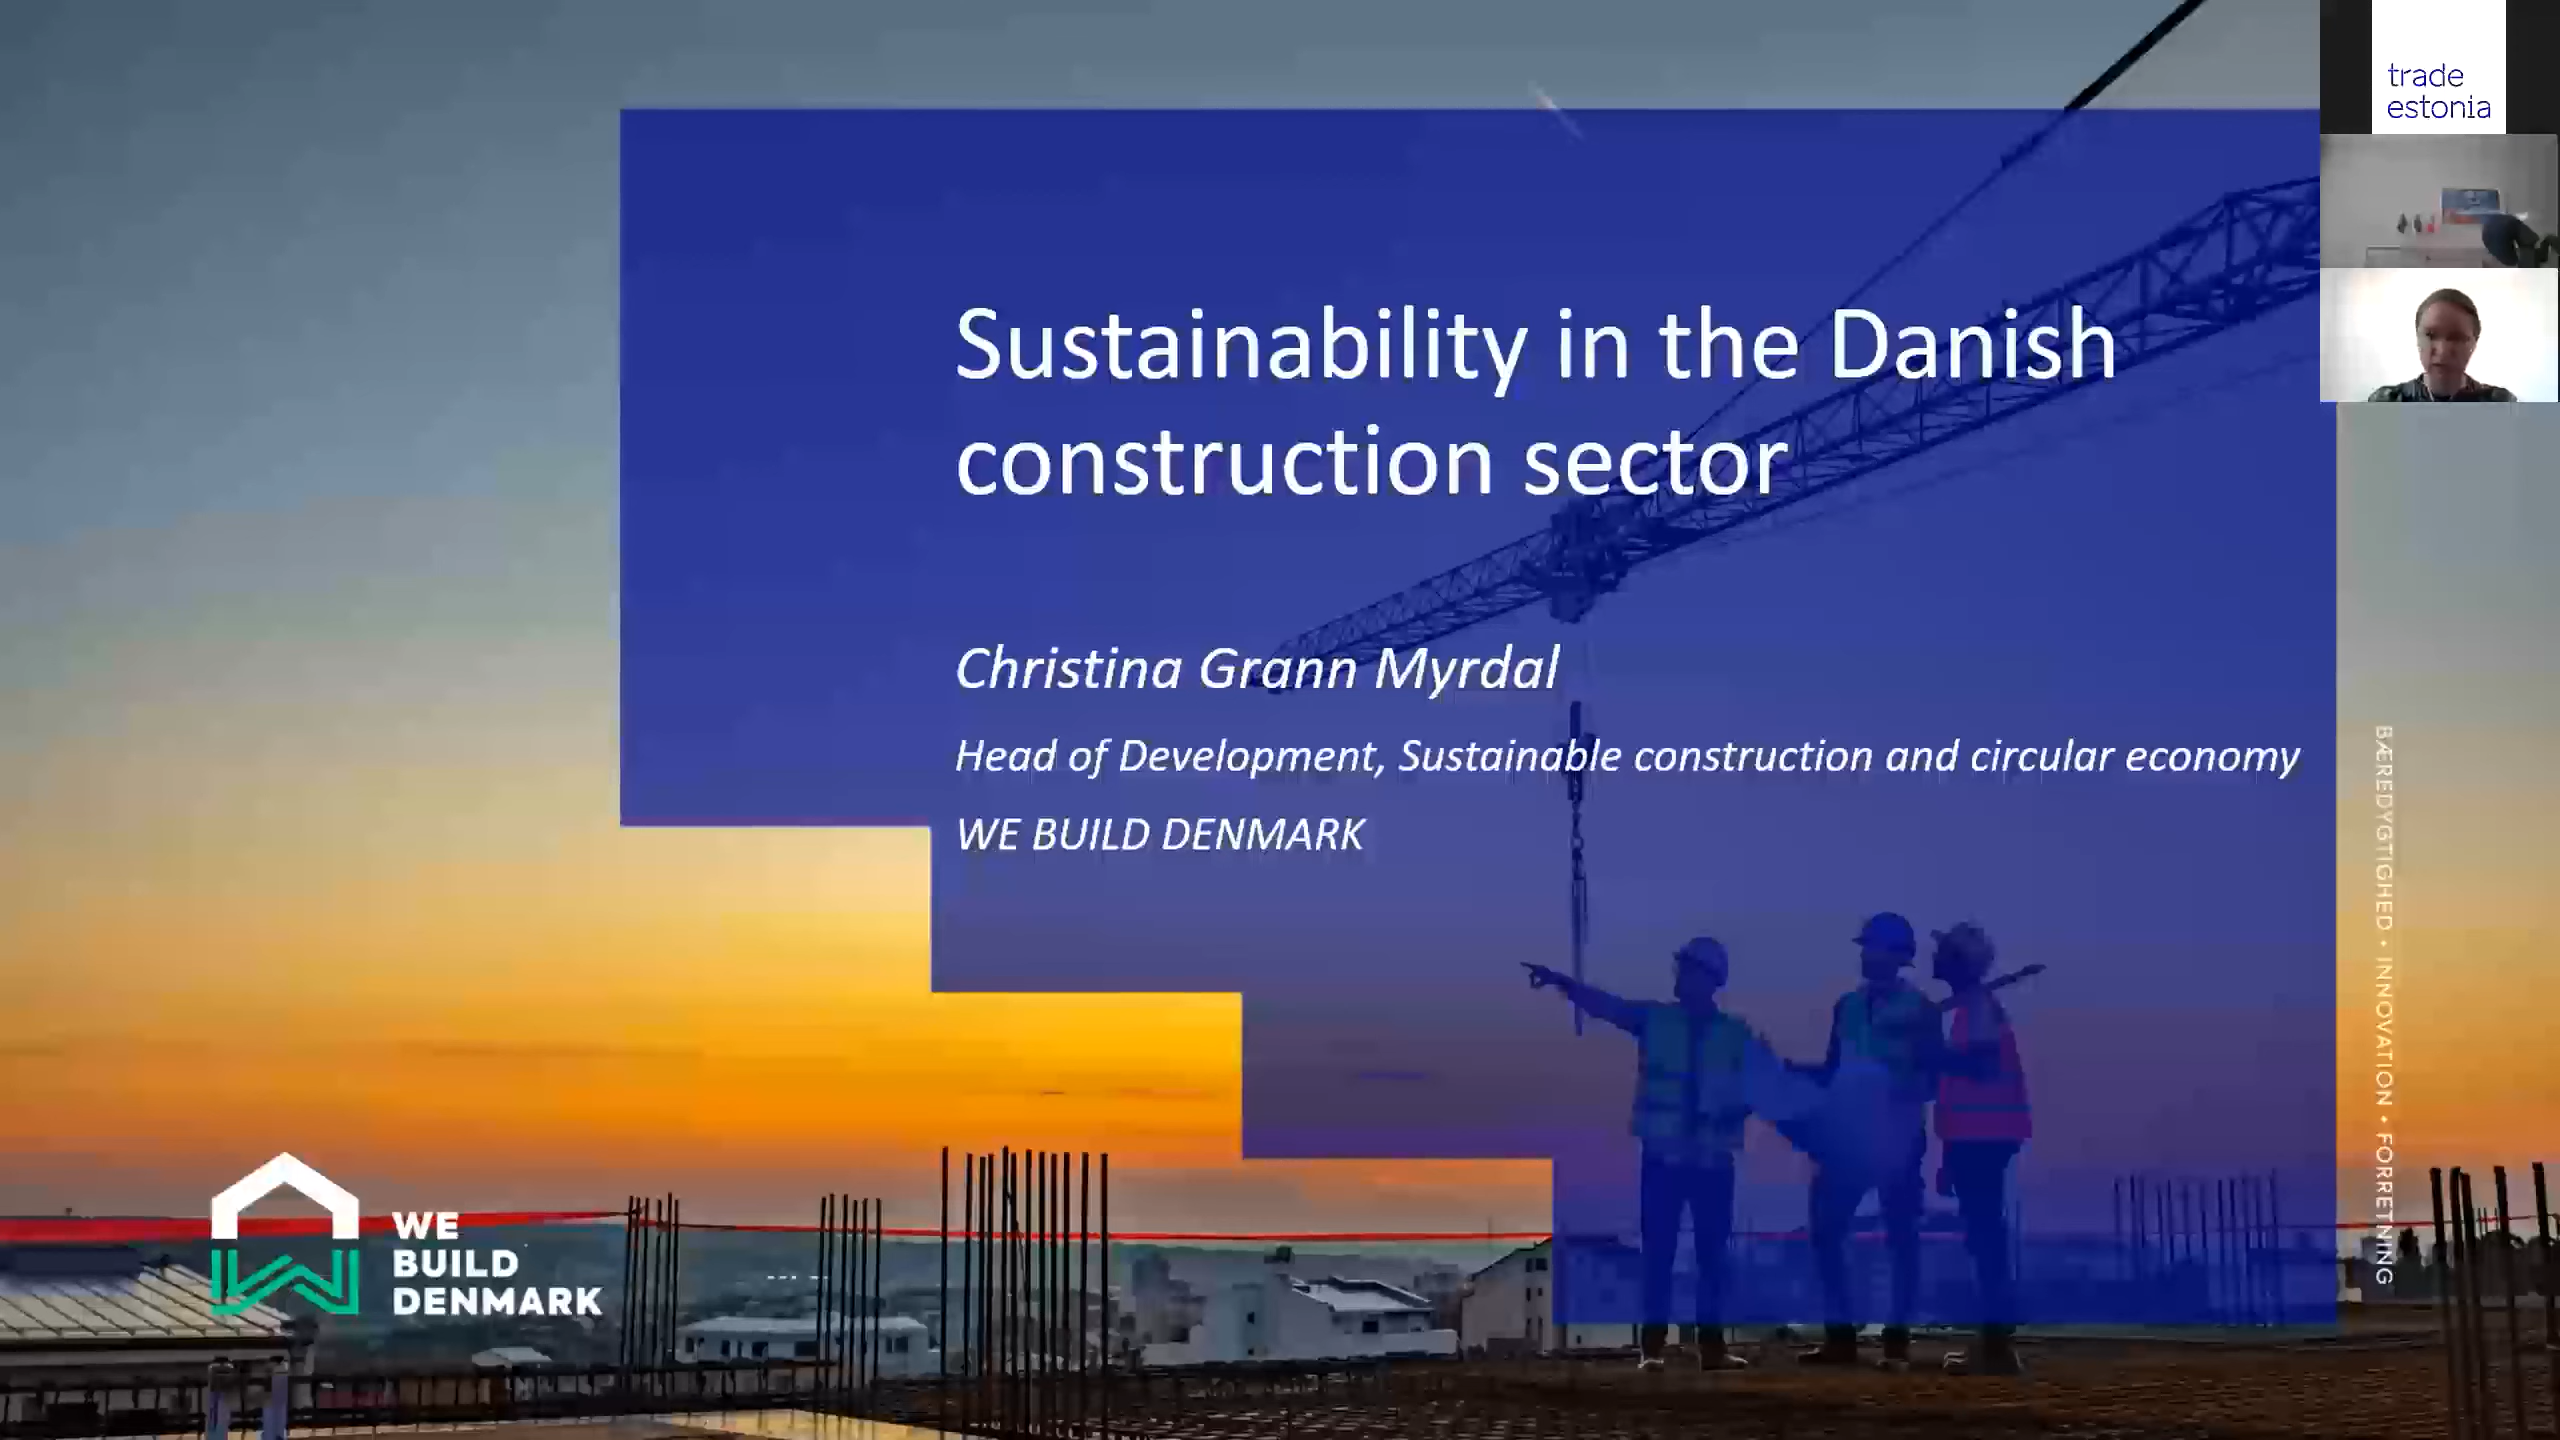 trade
estonia
Sustainability in the Danish
construction sector
Christina Grann Myrdal
Head of Development, Sustainable construction and circular economy
WE BUILD DENMARK
BÆREDYGTIGHED • INNOVATION • FORRETNING
WE
BUILD
DENMARK